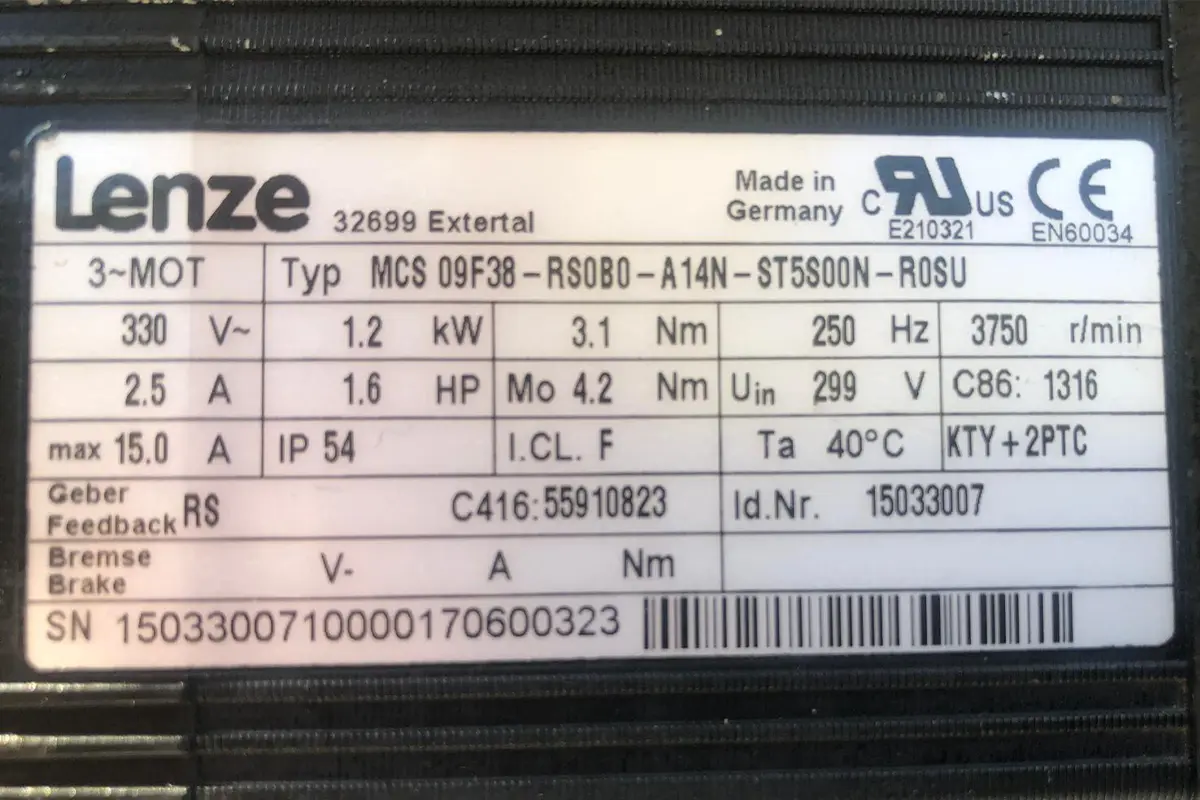 Lenze 32699 Extertal Made in Germany C RU US E210321 CE EN60034
3~MOT Typ MCS 09F38-RS0B0-A14N-ST5S00N-R0SU
330 V~ 1.2 kW 3.1 Nm 250 Hz 3750 r/min
2.5 A 1.6 HP Mo 4.2 Nm Uin 299 V C86: 1316
max 15.0 A IP 54 I.CL. F Ta 40°C KTY+2PTC
Geber
Feedback RS C416:55910823 Id.Nr. 15033007
Bremse
Brake V- A Nm
SN 15033007100000170600323